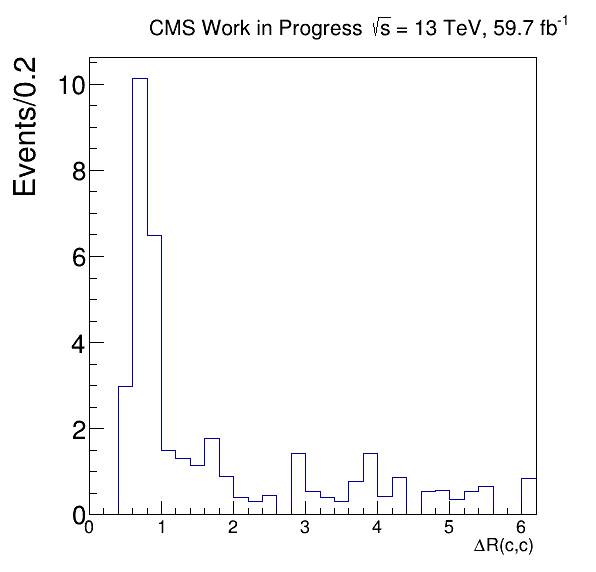 CMS Work in Progress √s = 13 TeV, 59.7 fb⁻¹
Events/0.2
10
8
6
4
2
0
0 1 2 3 4 5 6
ΔR(c,c)